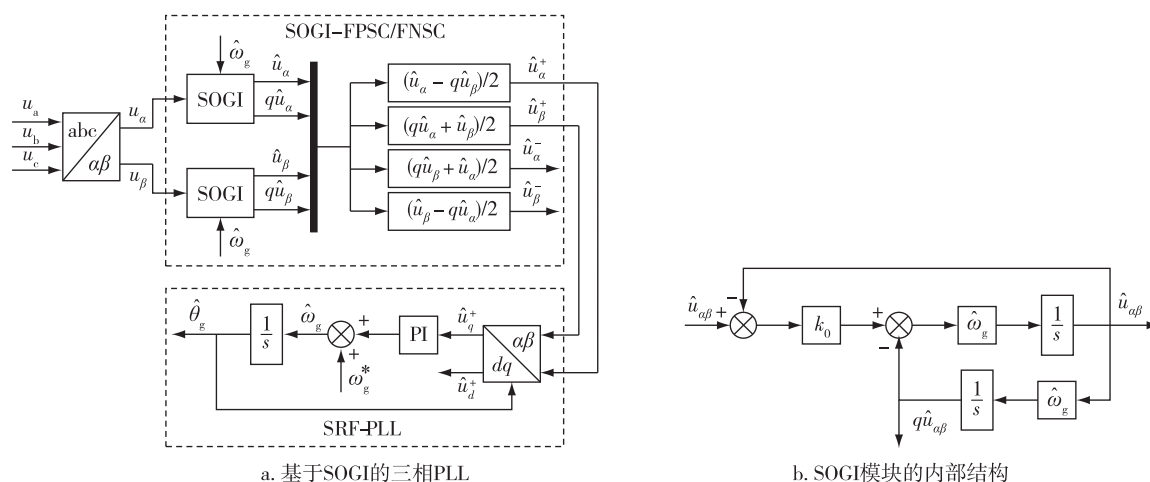 SOGI-FPSC/FNSC
ω̂g
ûα
qûα
SOGI
ua
ub
uc
abc
αβ
uα
uβ
ûβ
qûβ
SOGI
ω̂g
(ûα − qûβ)/2
(qûα + ûβ)/2
(qûβ + ûα)/2
(ûβ − qûα)/2
ûα+
ûβ+
ûα−
ûβ−
θ̂g
1/s
ω̂g
+
+
ωg*
PI
ûq+
ûd+
αβ
dq
SRF-PLL
a. 基于SOGI的三相PLL
ûαβ
+
−
k0
+
−
ω̂g
1/s
ûαβ
1/s
ω̂g
qûαβ
b. SOGI模块的内部结构